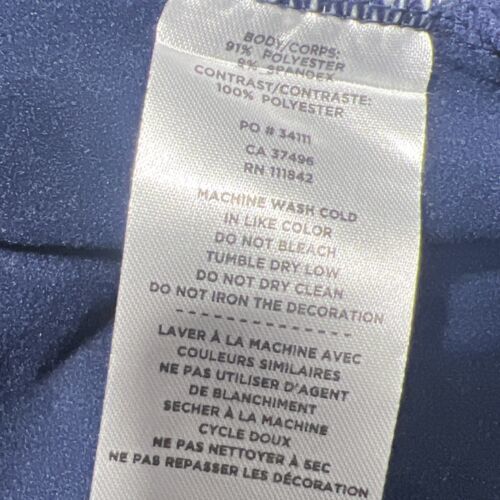 BODY/CORPS:
91% POLYESTER
9% SPANDEX
CONTRAST/CONTRASTE:
100% POLYESTER
PO # 34111
CA 37496
RN 111842
MACHINE WASH COLD
IN LIKE COLOR
DO NOT BLEACH
TUMBLE DRY LOW
DO NOT DRY CLEAN
DO NOT IRON THE DECORATION
- - - - - - - - - - - - - - - - - -
LAVER À LA MACHINE AVEC
COULEURS SIMILAIRES
NE PAS UTILISER D'AGENT
DE BLANCHIMENT
SECHER À LA MACHINE
CYCLE DOUX
NE PAS NETTOYER À SEC
NE PAS REPASSER LES DÉCORATION